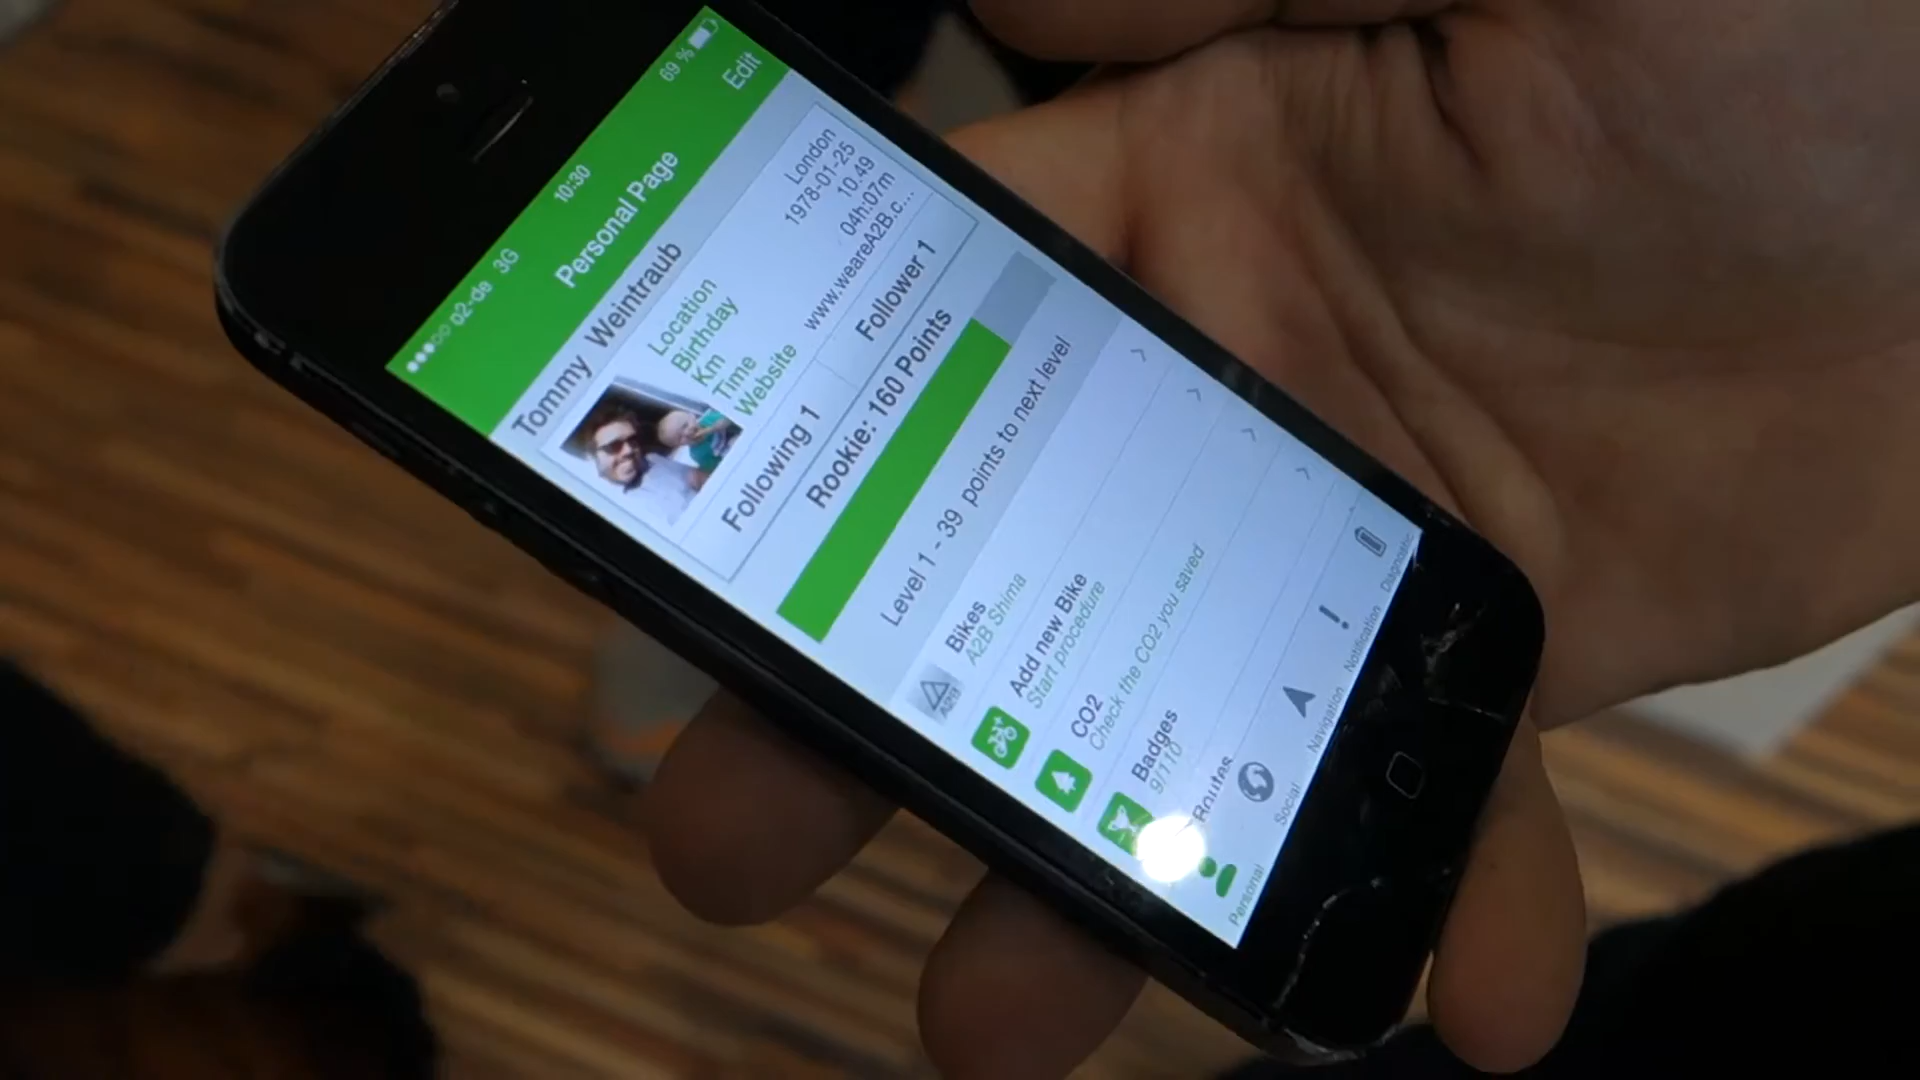 o2-de 3G 10:30 69 %
Personal Page Edit
Tommy Weintraub
Location London
Birthday 1978-01-25
Km 10.49
Time 04h:07m
Website www.weareA2B.c...
Following 1 Follower 1
Rookie: 160 Points
Level 1 - 39 points to next level
Bikes
A2B Shima
A2B
Add new Bike
Start procedure
CO2
Check the CO2 you saved
Badges
9/110
Routes
Personal Social Navigation Notification Diagnostic